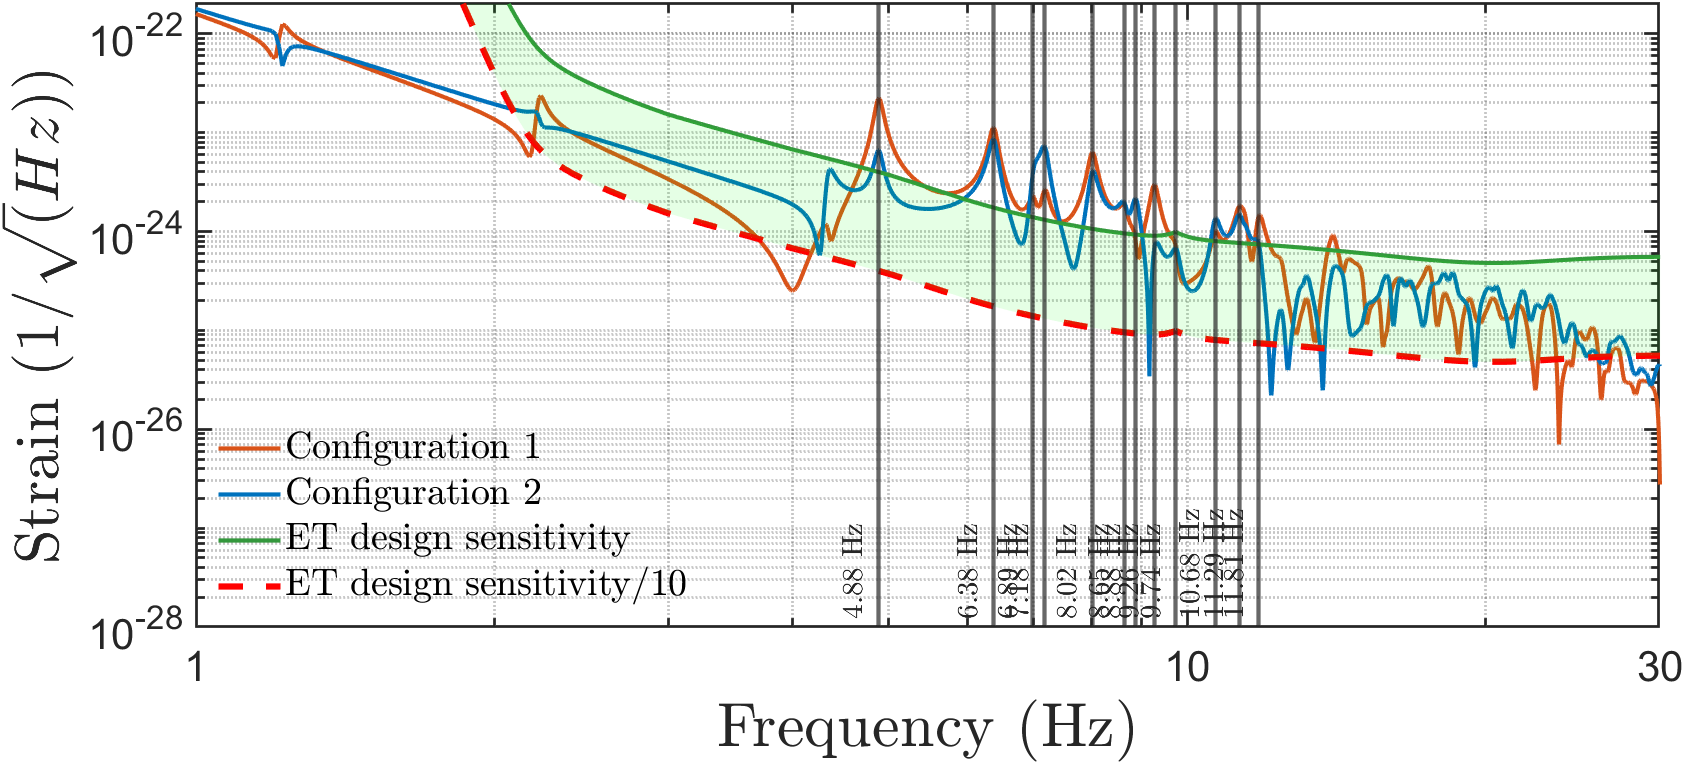 Strain (1/√(Hz))
10-22
10-24
10-26
10-28
Configuration 1
Configuration 2
ET design sensitivity
ET design sensitivity/10
4.88 Hz
6.38 Hz
6.89 Hz
7.18 Hz
8.02 Hz
8.65 Hz
8.88 Hz
9.26 Hz
9.74 Hz
10.68 Hz
11.29 Hz
11.81 Hz
1
10
30
Frequency (Hz)